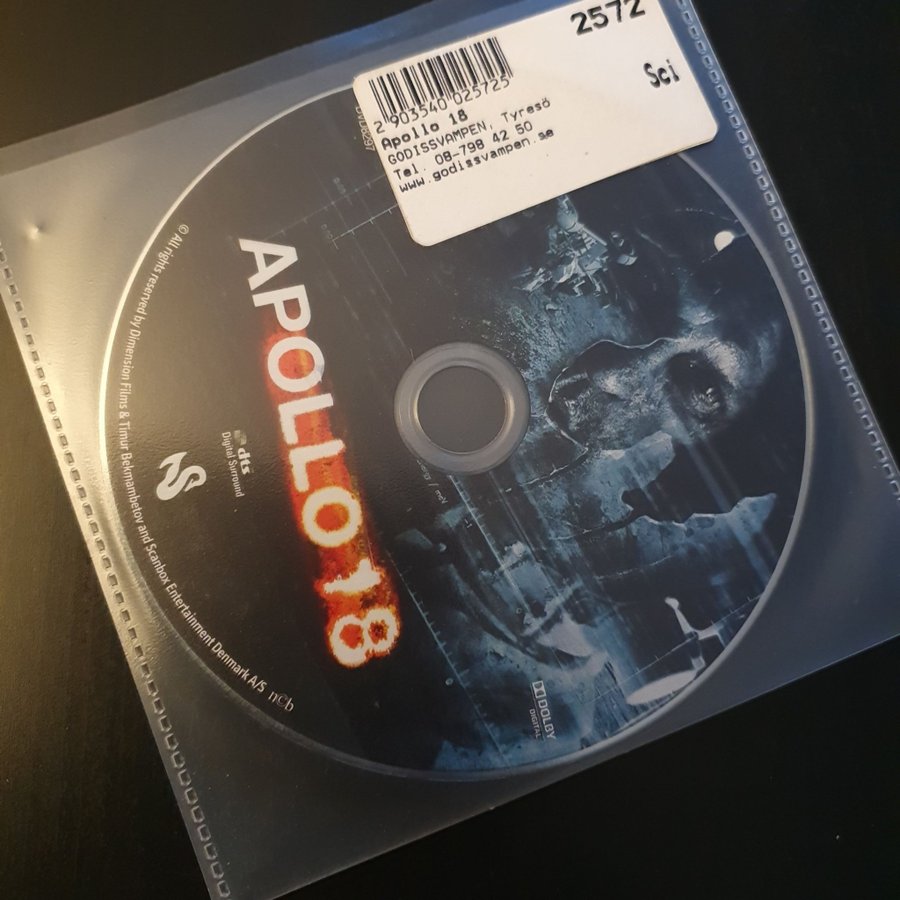 2572
Sci
2 903540 025725
Apollo 18
GODISSVAMPEN, Tyresö
Tel. 08-798 42 50
www.godissvampen.se
APOLLO 18
dts
Digital Surround
© All rights reserved by Dimension Films & Timur Bekmambetov and Scanbox Entertainment Denmark A/S n©b
DOLBY
DIGITAL